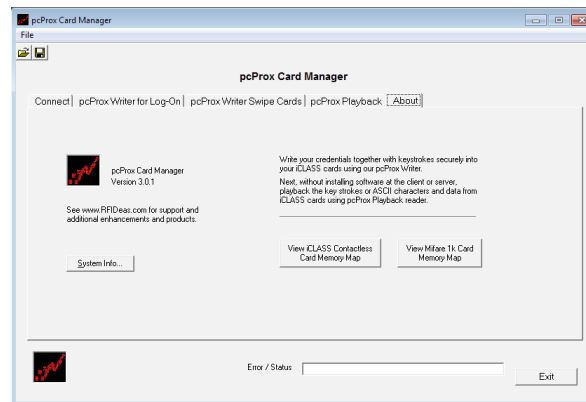 pcProx Card Manager
File
pcProx Card Manager
Connect
pcProx Writer for Log-On
pcProx Writer Swipe Cards
pcProx Playback
About
pcProx Card Manager
Version 3.0.1
See www.RFIDeas.com for support and
additional enhancements and products.
System Info...
Write your credentials together with keystrokes securely into
your iCLASS cards using our pcProx Writer.
Next, without installing software at the client or server,
playback the key strokes or ASCII characters and data from
iCLASS cards using pcProx Playback reader.
View iCLASS Contactless
Card Memory Map
View Mifare 1k Card
Memory Map
Error / Status
Exit